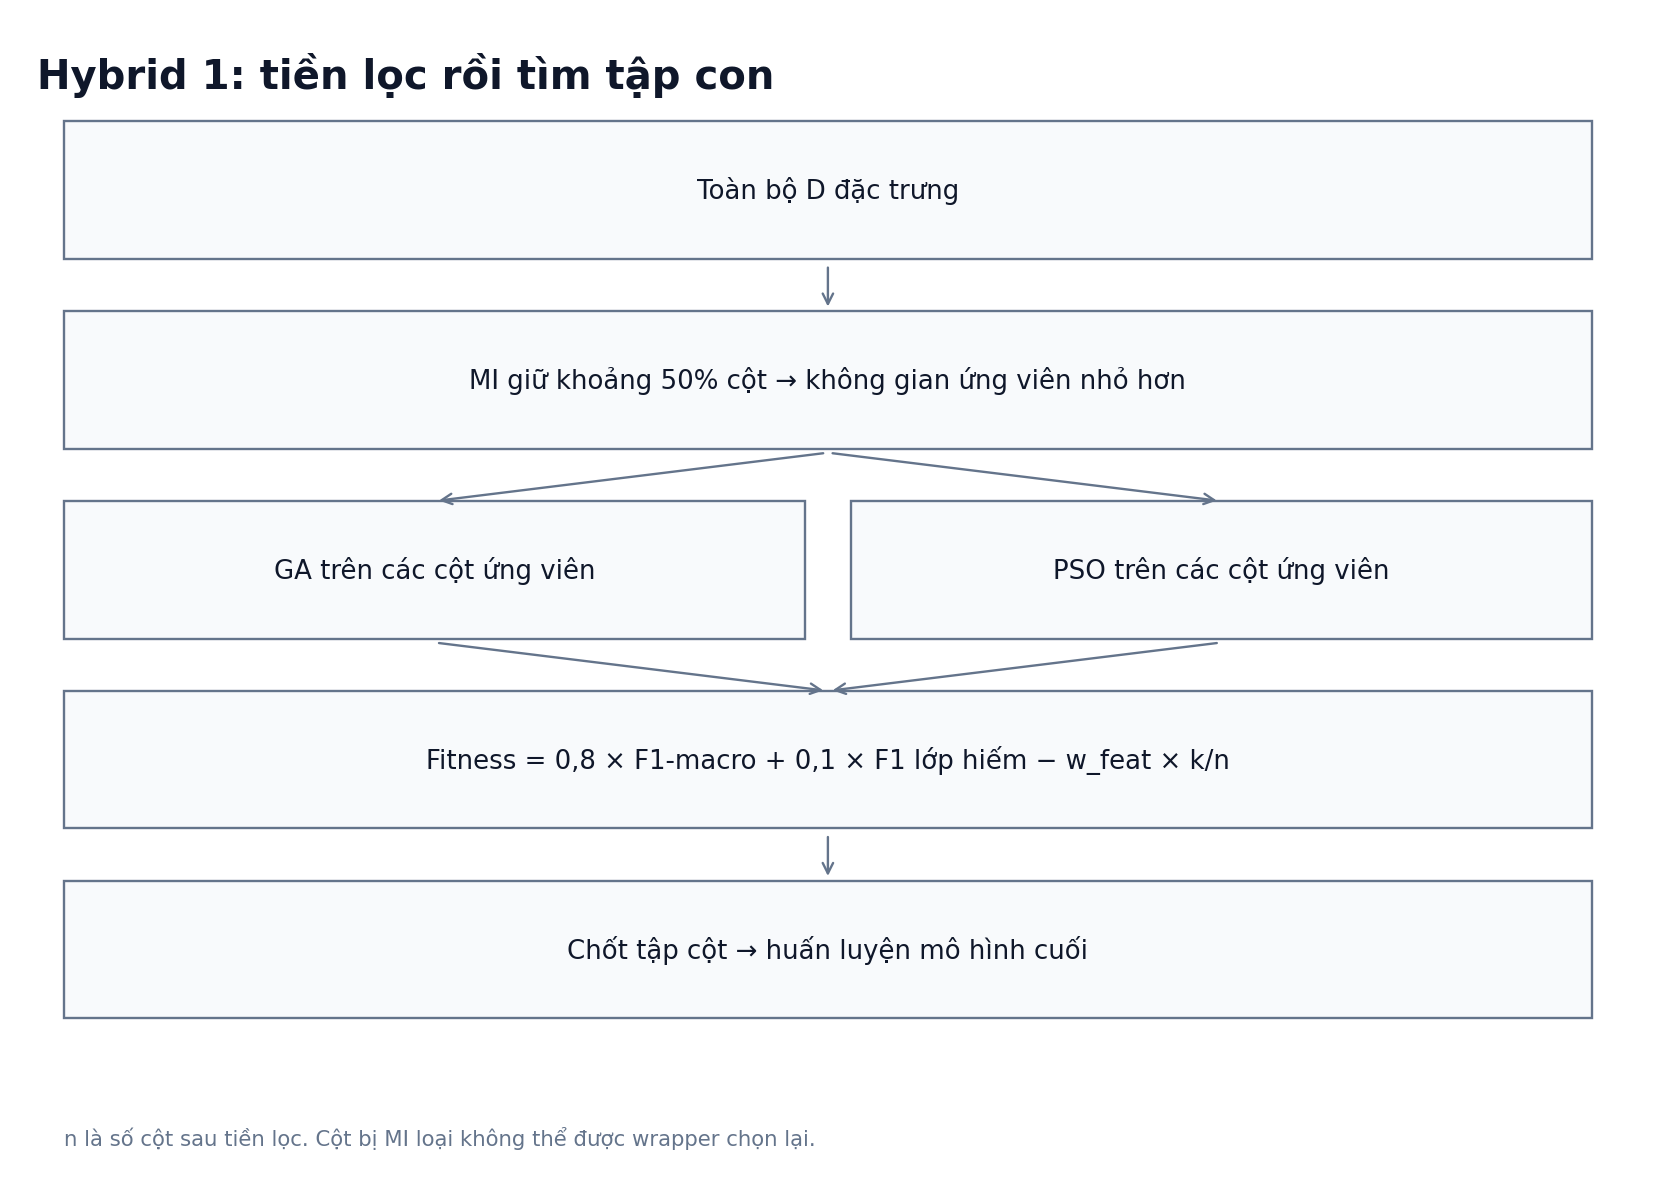 Hybrid 1: tiền lọc rồi tìm tập con
Toàn bộ D đặc trưng
MI giữ khoảng 50% cột → không gian ứng viên nhỏ hơn
GA trên các cột ứng viên
PSO trên các cột ứng viên
Fitness = 0,8 × F1-macro + 0,1 × F1 lớp hiếm − w_feat × k/n
Chốt tập cột → huấn luyện mô hình cuối
n là số cột sau tiền lọc. Cột bị MI loại không thể được wrapper chọn lại.